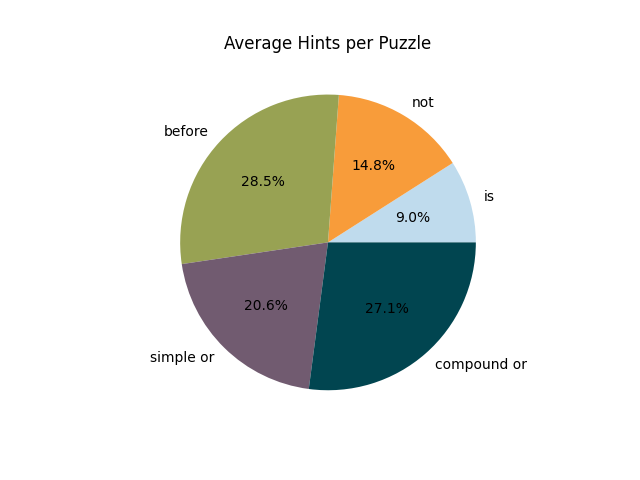 Average Hints per Puzzle
not
before
14.8%
28.5%
is
9.0%
20.6%
27.1%
simple or
compound or